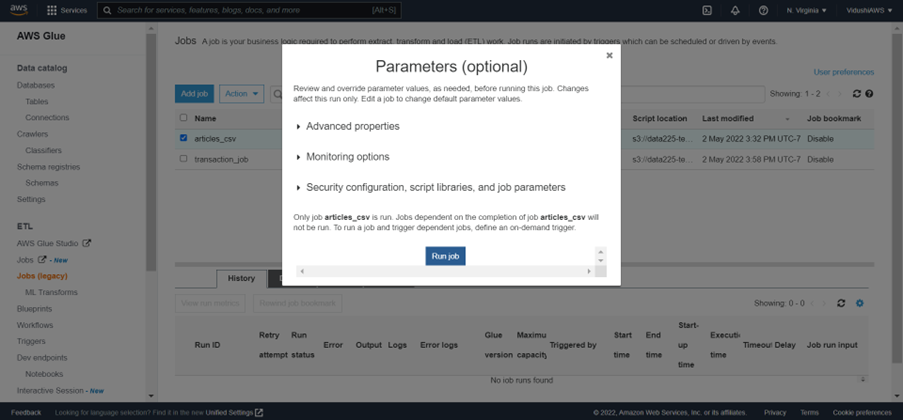 aws
Services
Search for services, features, blogs, docs, and more
[Alt+S]
N. Virginia
VidushiAWS
AWS Glue
Data catalog
Databases
Tables
Connections
Crawlers
Classifiers
Schema registries
Schemas
Settings
ETL
AWS Glue Studio
Jobs - New
Jobs (legacy)
ML Transforms
Blueprints
Workflows
Triggers
Dev endpoints
Notebooks
Interactive Session - New
Jobs A job is your business logic required to perform extract, transform and load (ETL) work. Job runs are initiated by triggers which can be scheduled or driven by events.
User preferences
Add job
Action
Showing: 1 - 2
Name
Script location
Last modified
Job bookmark
articles_csv
s3://data225-te...
2 May 2022 3:32 PM UTC-7
Disable
transaction_job
s3://data225-te...
2 May 2022 3:58 PM UTC-7
Disable
Parameters (optional)
Review and override parameter values, as needed, before running this job. Changes
affect this run only. Edit a job to change default parameter values.
Advanced properties
Monitoring options
Security configuration, script libraries, and job parameters
Only job articles_csv is run. Jobs dependent on the completion of job articles_csv will
not be run. To run a job and trigger dependent jobs, define an on-demand trigger.
Run job
History
View run metrics
Rewind job bookmark
Showing: 0 - 0
Run ID
Retry
attempt
Run
status
Error
Output
Logs
Error logs
Glue
version
Maximu
capacity
Triggered by
Start
time
End
time
Start-
up
time
Executi
time
Timeou
Delay
Job run input
No job runs found
Feedback
Looking for language selection? Find it in the new Unified Settings
© 2022, Amazon Web Services, Inc. or its affiliates.
Privacy
Terms
Cookie preferences